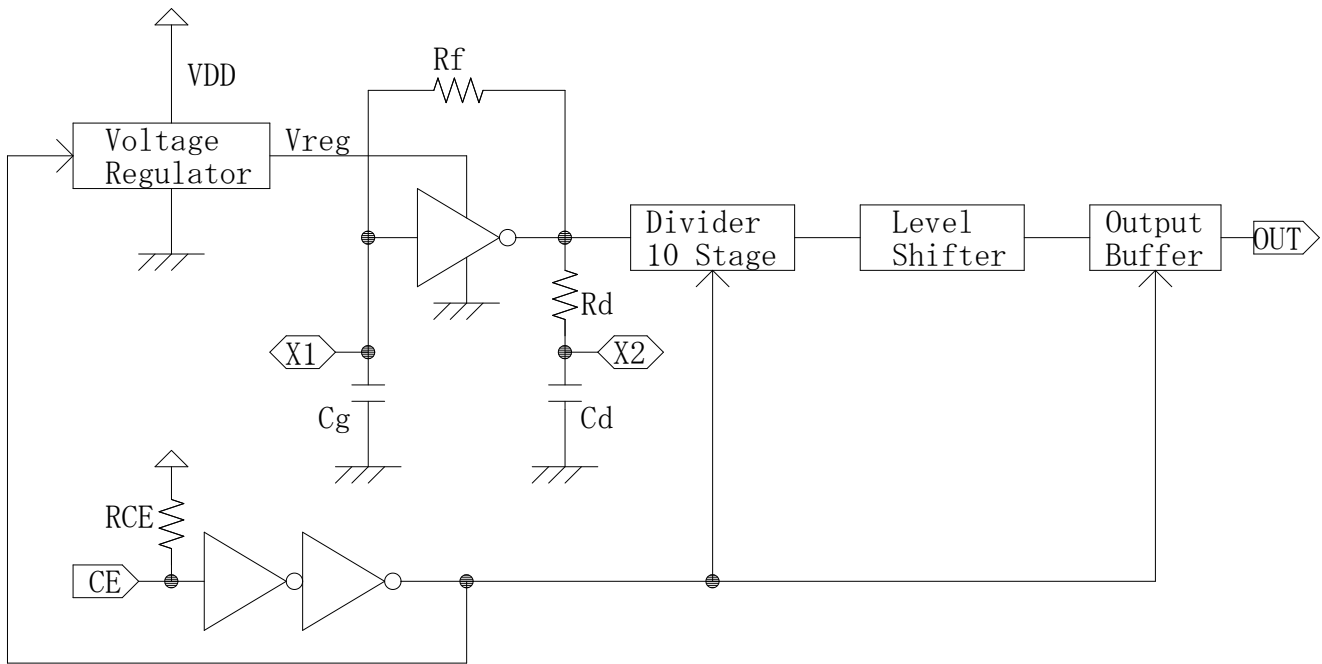 Rf
VDD
Voltage
Regulator
Vreg
Divider
10 Stage
Level
Shifter
Output
Buffer
OUT
Rd
X1
X2
Cg
Cd
RCE
CE